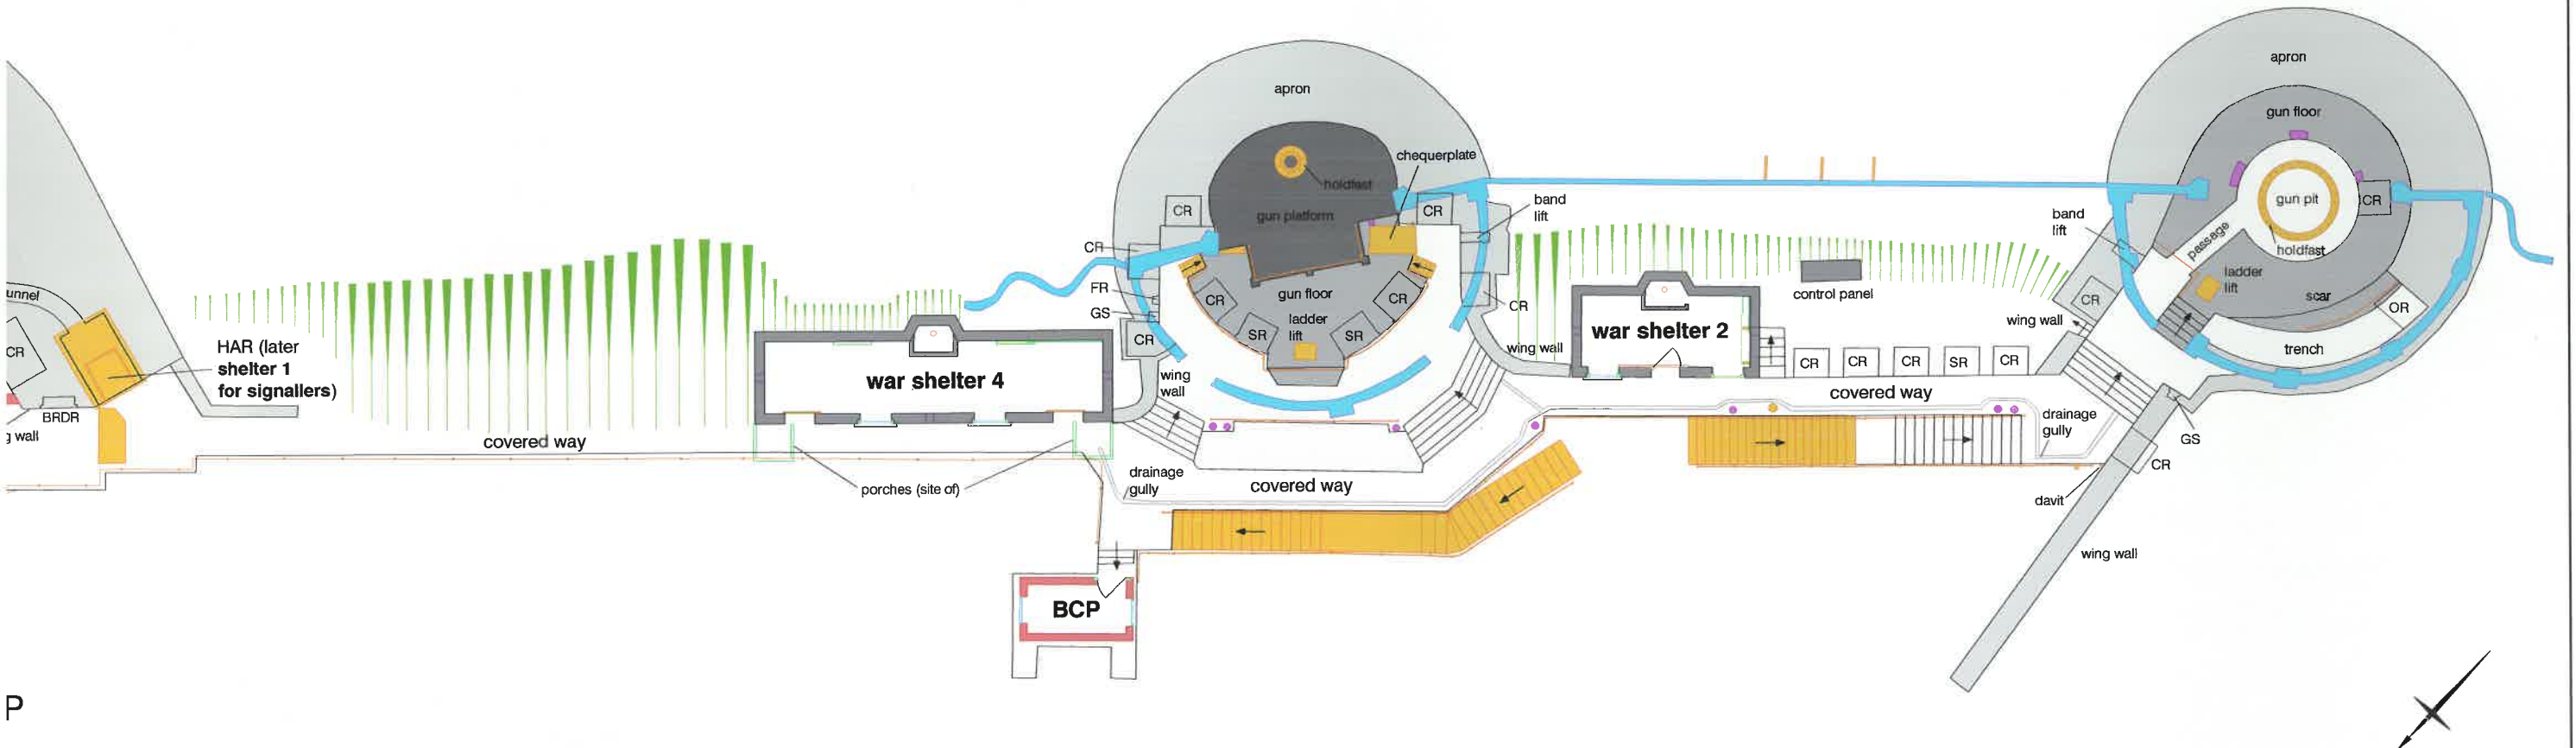 apron
apron
gun floor
chequerplate
holdfast
gun platform
band
lift
CR
CR
CR
gun pit
CR
band
lift
passage
holdfast
CR
FR
GS
CR
gun floor
CR
CR
ladder
lift
SR
SR
CR
wing wall
war shelter 2
control panel
CR
ladder
lift
scar
OR
wing wall
trench
unnel
CR
HAR (later
shelter 1
for signallers)
BRDR
g wall
war shelter 4
wing
wall
CR
CR
CR
SR
CR
covered way
covered way
drainage
gully
GS
CR
porches (site of)
drainage
gully
covered way
davit
wing wall
BCP
P